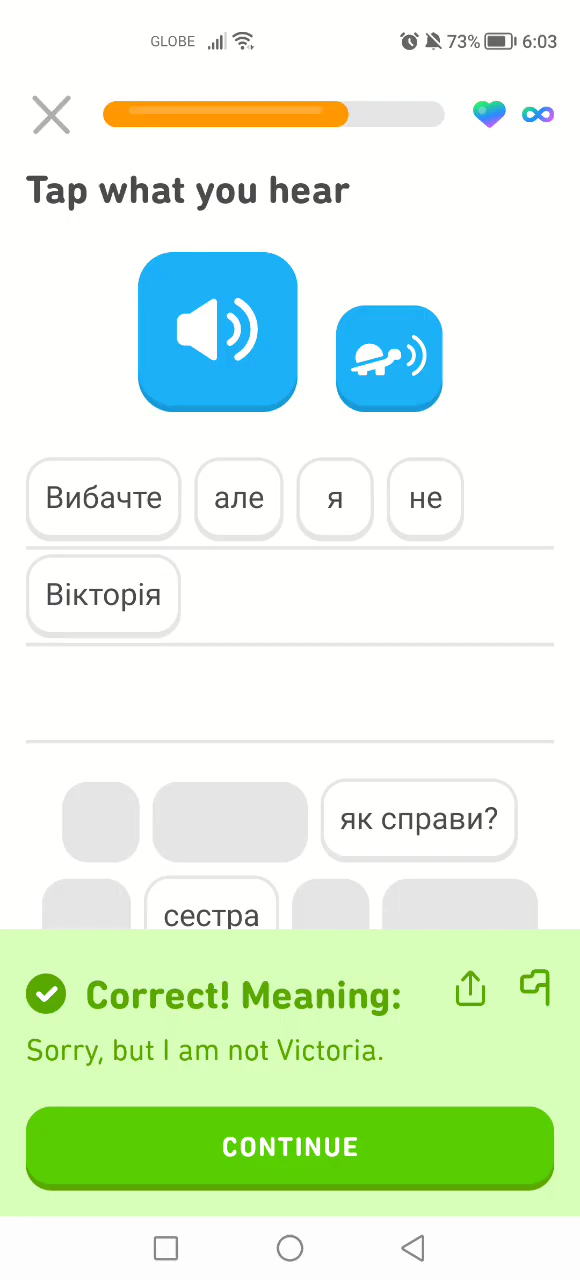 GLOBE 73% 6:03
Tap what you hear
Вибачте але я не
Вікторія
як справи?
сестра
Correct! Meaning:
Sorry, but I am not Victoria.
CONTINUE